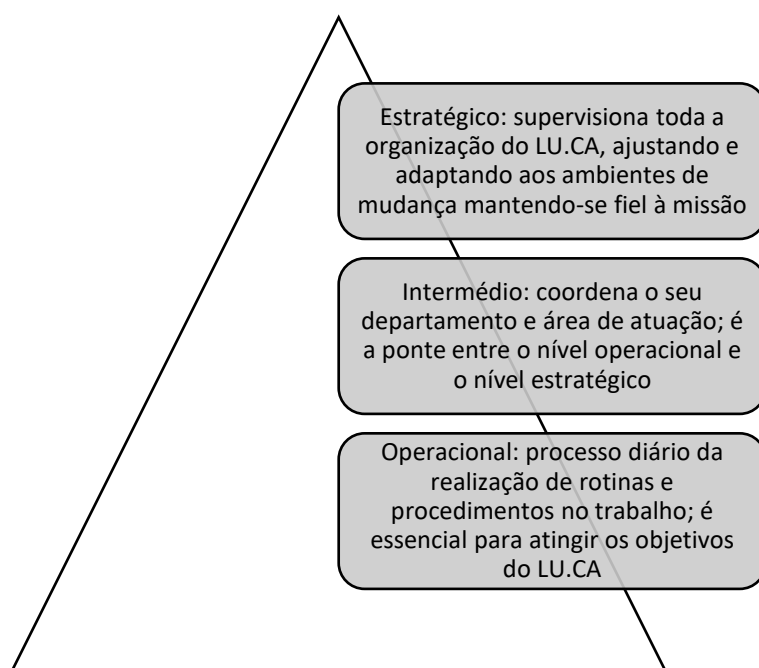 Estratégico: supervisiona toda a
organização do LU.CA, ajustando e
adaptando aos ambientes de
mudança mantendo-se fiel à missão
Intermédio: coordena o seu
departamento e área de atuação; é
a ponte entre o nível operacional e
o nível estratégico
Operacional: processo diário da
realização de rotinas e
procedimentos no trabalho; é
essencial para atingir os objetivos
do LU.CA